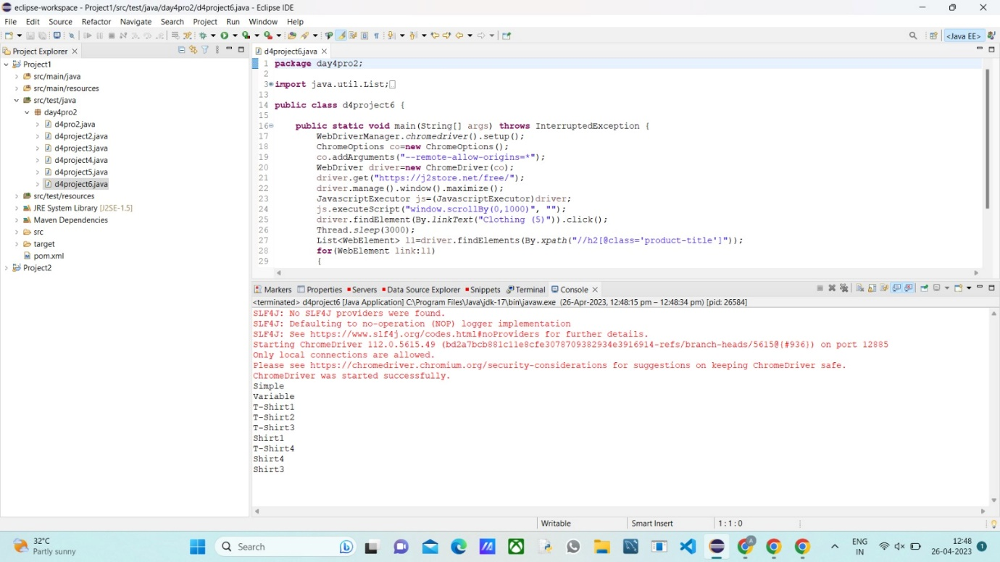 eclipse-workspace - Project1/src/test/java/day4pro2/d4project6.java - Eclipse IDE
File Edit Source Refactor Navigate Search Project Run Window Help
<Java EE>
Project Explorer
d4project6.java
Project1
src/main/java
src/main/resources
src/test/java
day4pro2
d4pro2.java
d4project2.java
d4project3.java
d4project4.java
d4project5.java
d4project6.java
src/test/resources
JRE System Library [J2SE-1.5]
Maven Dependencies
src
target
pom.xml
Project2
1 package day4pro2;
2
3 import java.util.List;
13
14 public class d4project6 {
15
16 public static void main(String[] args) throws InterruptedException {
17 WebDriverManager.chromedriver().setup();
18 ChromeOptions co=new ChromeOptions();
19 co.addArguments("--remote-allow-origins=*");
20 WebDriver driver=new ChromeDriver(co);
21 driver.get("https://j2store.net/free/");
22 driver.manage().window().maximize();
23 JavascriptExecutor js=(JavascriptExecutor)driver;
24 js.executeScript("window.scrollBy(0,1000)", "");
25 driver.findElement(By.linkText("Clothing (5)")).click();
26 Thread.sleep(3000);
27 List<WebElement> l1=driver.findElements(By.xpath("//h2[@class='product-title']"));
28 for(WebElement link:l1)
29 {
Markers Properties Servers Data Source Explorer Snippets Terminal Console
<terminated> d4project6 [Java Application] C:\Program Files\Java\jdk-17\bin\javaw.exe (26-Apr-2023, 12:48:15 pm – 12:48:34 pm) [pid: 26584]
SLF4J: No SLF4J providers were found.
SLF4J: Defaulting to no-operation (NOP) logger implementation
SLF4J: See https://www.slf4j.org/codes.html#noProviders for further details.
Starting ChromeDriver 112.0.5615.49 (bd2a7bcb881c11e8cfe3078709382934e3916914-refs/branch-heads/5615@{#936}) on port 12885
Only local connections are allowed.
Please see https://chromedriver.chromium.org/security-considerations for suggestions on keeping ChromeDriver safe.
ChromeDriver was started successfully.
Simple
Variable
T-Shirt1
T-Shirt2
T-Shirt3
Shirt1
T-Shirt4
Shirt4
Shirt3
Writable Smart Insert 1 : 1 : 0
32°C
Partly sunny
Search
ENG
IN
12:48
26-04-2023
1